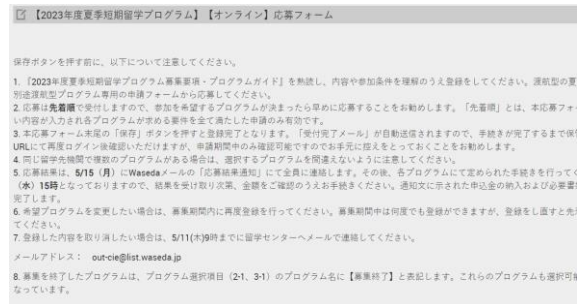 【2023年度夏季短期留学プログラム】【オンライン】応募フォーム
保存ボタンを押す前に、以下について注意してください。
1. 『2023年度夏季短期留学プログラム募集要項・プログラムガイド』を熟読し、内容や参加条件を理解のうえ登録をしてください。渡航型の夏
別途渡航型プログラム専用の申請フォームから応募してください。
2. 応募は先着順で受付しますので、参加を希望するプログラムが決まったら早めに応募することをお勧めします。「先着順」とは、本応募フォ
い内容が入力され各プログラムが求める要件を全て満たした申請のみ有効です。
3. 本応募フォーム末尾の「保存」ボタンを押すと登録完了となります。「受付完了メール」が自動送信されますので、手続きが完了するまで保
URLにて再度ログイン後確認いただけますが、申請期間中のみ確認可能ですのでお手元に控えをとっておくことをお勧めします。
4. 同じ留学先機関で複数のプログラムがある場合は、選択するプログラムを間違えないように注意してください。
5. 応募結果は、5/15（月）にWasedaメールの「応募結果通知」にて全員に連絡します。その後、各プログラムにて定められた手続きを行ってく
（水）15時となっておりますので、結果を受け取り次第、金額をご確認のうえお手続きください。通知文に示された申込金の納入および必要書
完了します。
6. 希望プログラムを変更したい場合は、募集期間内に再度登録を行ってください。募集期間中は何度でも登録ができますが、登録をし直すと先
てください。
7. 登録した内容を取り消したい場合は、5/11(木)9時までに留学センターへメールで連絡してください。
メールアドレス： out-cie@list.waseda.jp
8. 募集を終了したプログラムは、プログラム選択項目（2-1、3-1）のプログラム名に【募集終了】と表記します。これらのプログラムも選択可
なっています。